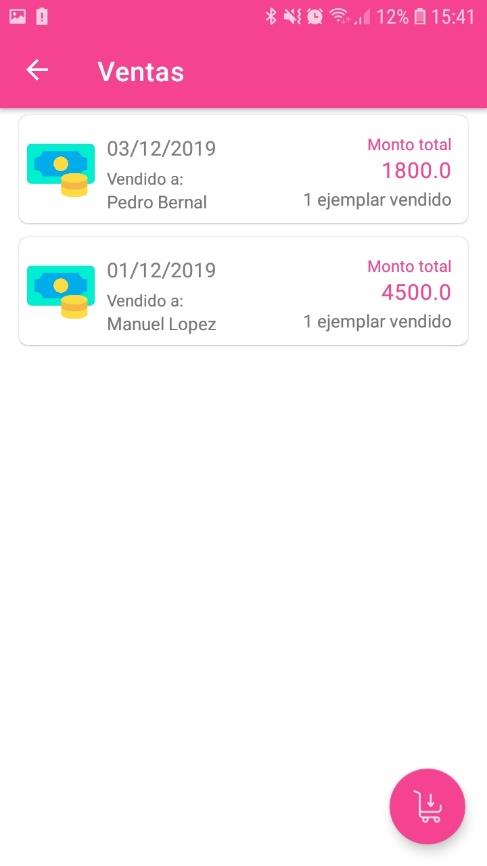 12% 15:41
Ventas
03/12/2019
Vendido a:
Pedro Bernal
Monto total
1800.0
1 ejemplar vendido
01/12/2019
Vendido a:
Manuel Lopez
Monto total
4500.0
1 ejemplar vendido